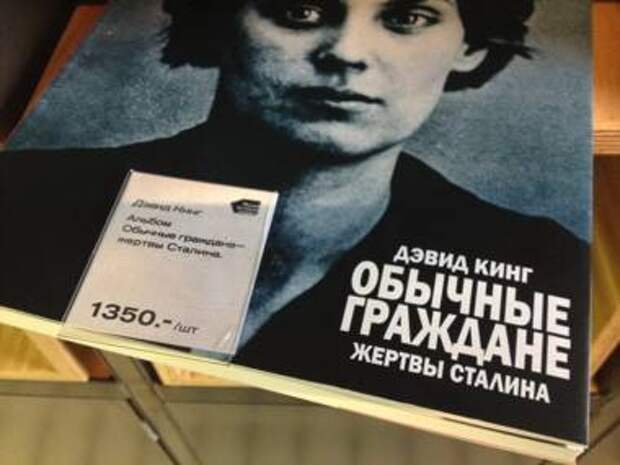 Дэвид Кинг
Альбом
Обычные граждане—
жертвы Сталина.
1350.-/шт
ДЭВИД КИНГ
ОБЫЧНЫЕ
ГРАЖДАНЕ
ЖЕРТВЫ СТАЛИНА